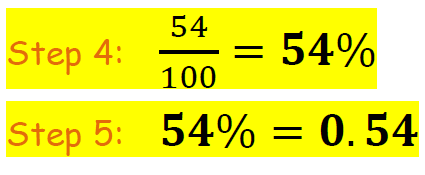 Step 4: 54/100 = 54%
Step 5: 54% = 0.54